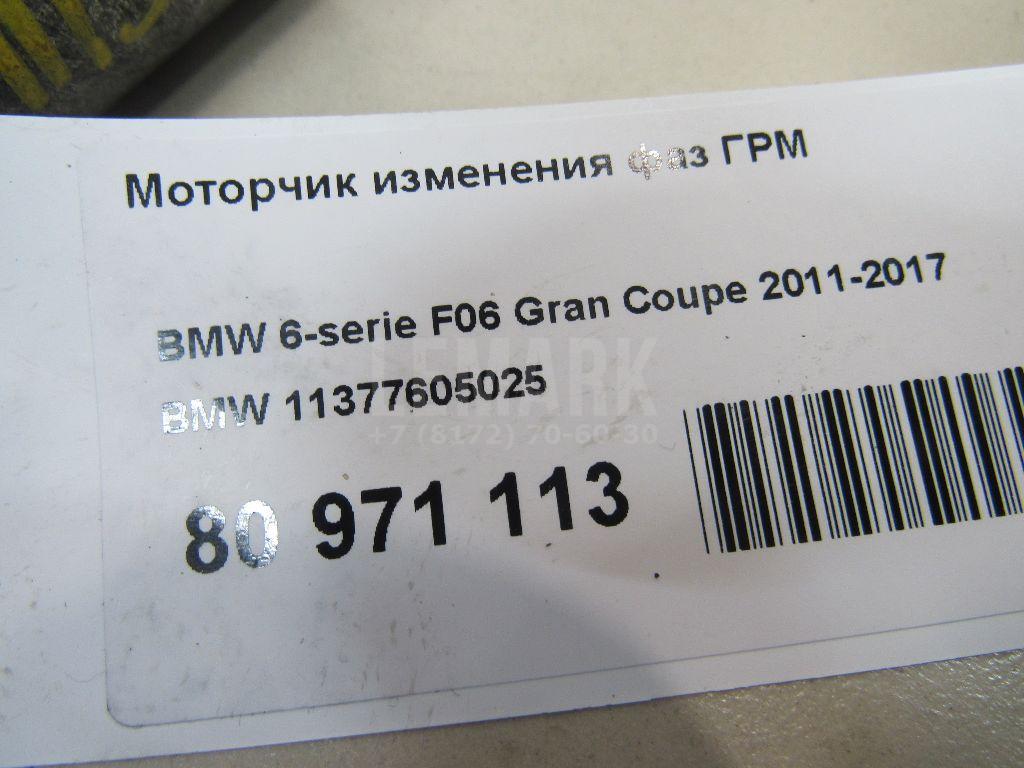 Моторчик изменения фаз ГРМ
BMW 6-serie F06 Gran Coupe 2011-2017
LEMARK
BMW 11377605025
+7 (8172) 70-60-30
80 971 113